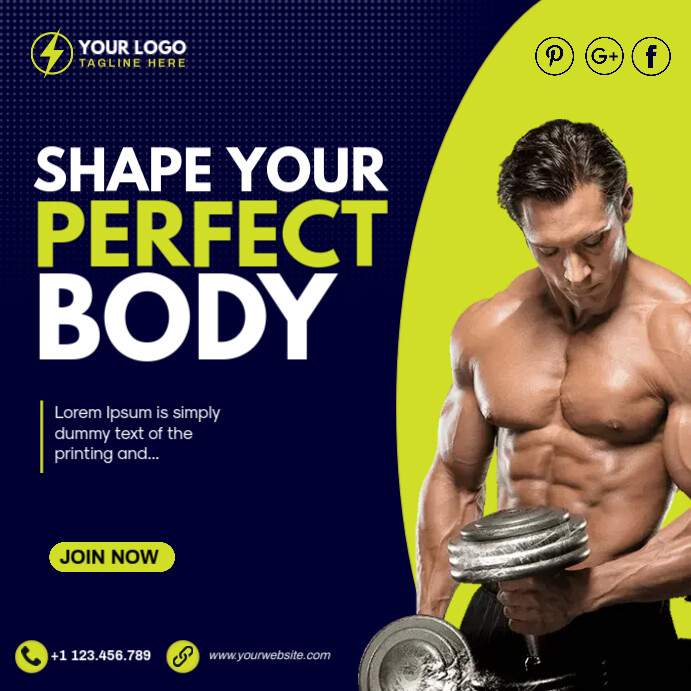 YOUR LOGO
TAGLINE HERE
G+
f
SHAPE YOUR
PERFECT
BODY
Lorem Ipsum is simply
dummy text of the
printing and...
JOIN NOW
+1 123.456.789
www.yourwebsite.com